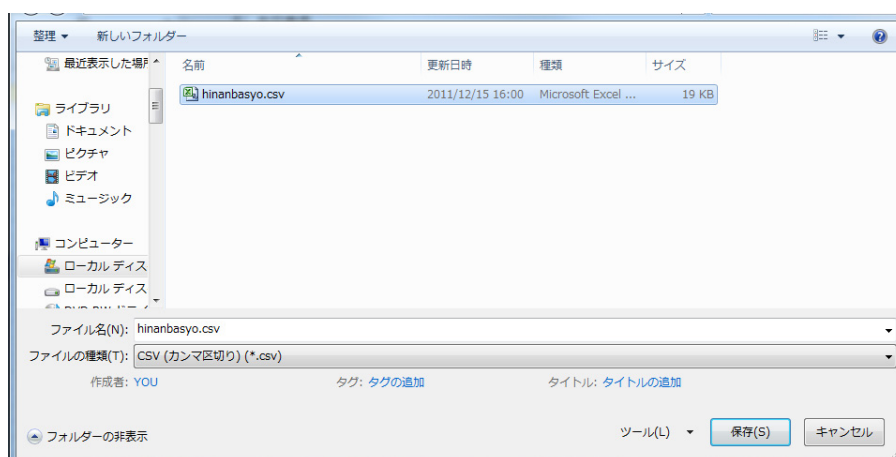 整理 新しいフォルダー
最近表示した場所
名前 更新日時 種類 サイズ
hinanbasyo.csv 2011/12/15 16:00 Microsoft Excel ... 19 KB
ライブラリ
ドキュメント
ピクチャ
ビデオ
ミュージック
コンピューター
ローカル ディス
ローカル ディス
ファイル名(N): hinanbasyo.csv
ファイルの種類(T): CSV (カンマ区切り) (*.csv)
作成者: YOU タグ: タグの追加 タイトル: タイトルの追加
フォルダーの非表示 ツール(L) 保存(S) キャンセル